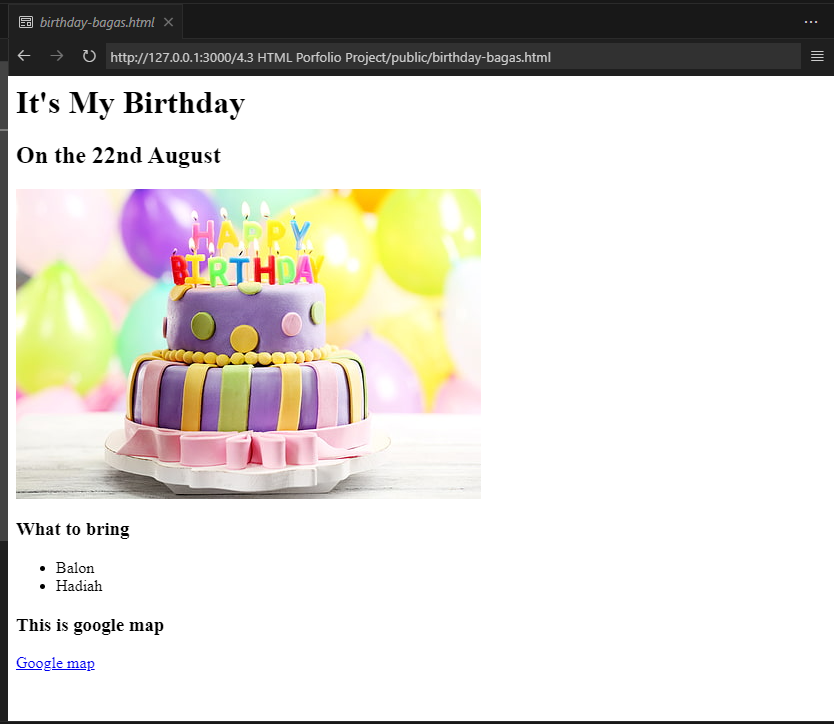 birthday-bagas.html
http://127.0.0.1:3000/4.3 HTML Porfolio Project/public/birthday-bagas.html
It's My Birthday
On the 22nd August
HAPPY
BIRTHDAY
What to bring
Balon
Hadiah
This is google map
Google map